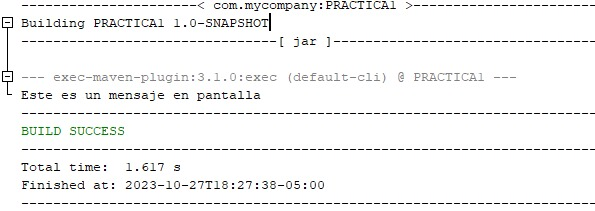 ------------------------< com.mycompany:PRACTICA1 >------------------------
Building PRACTICA1 1.0-SNAPSHOT
--------------------------------[ jar ]---------------------------------
--- exec-maven-plugin:3.1.0:exec (default-cli) @ PRACTICA1 ---
Este es un mensaje en pantalla
------------------------------------------------------------------------
BUILD SUCCESS
------------------------------------------------------------------------
Total time:  1.617 s
Finished at: 2023-10-27T18:27:38-05:00
------------------------------------------------------------------------